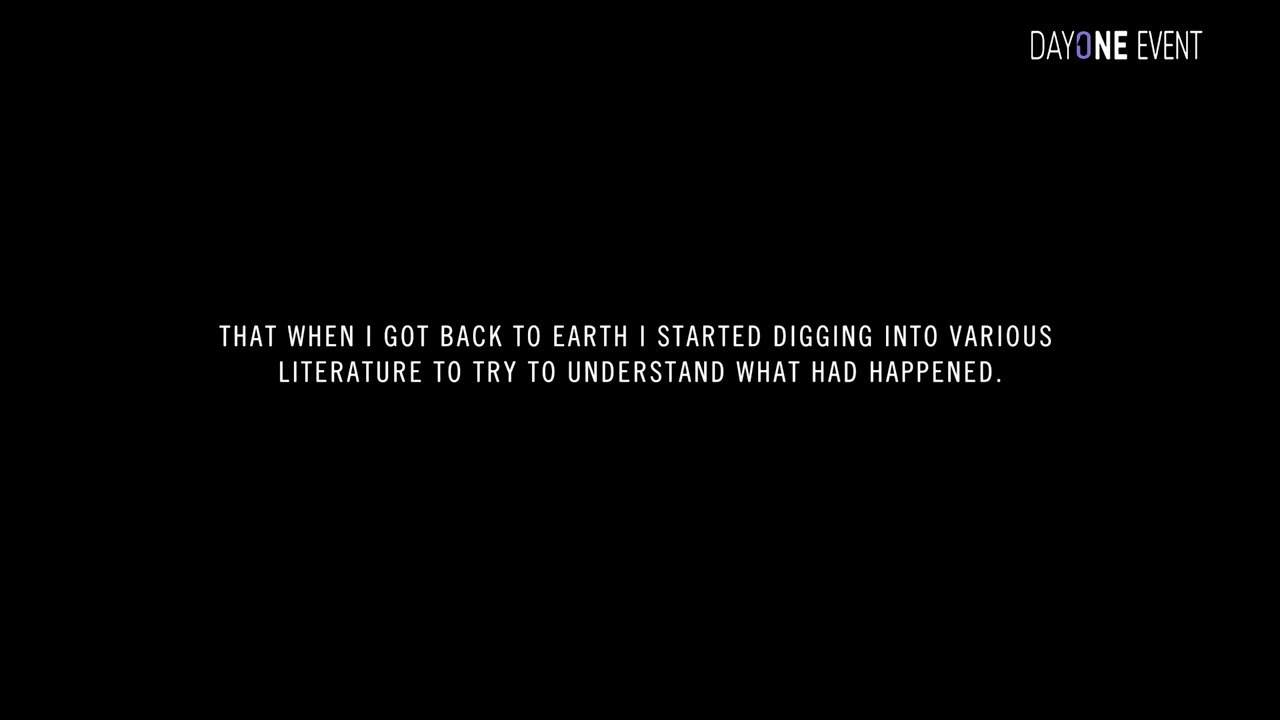 DAYONE EVENT
THAT WHEN I GOT BACK TO EARTH I STARTED DIGGING INTO VARIOUS
LITERATURE TO TRY TO UNDERSTAND WHAT HAD HAPPENED.